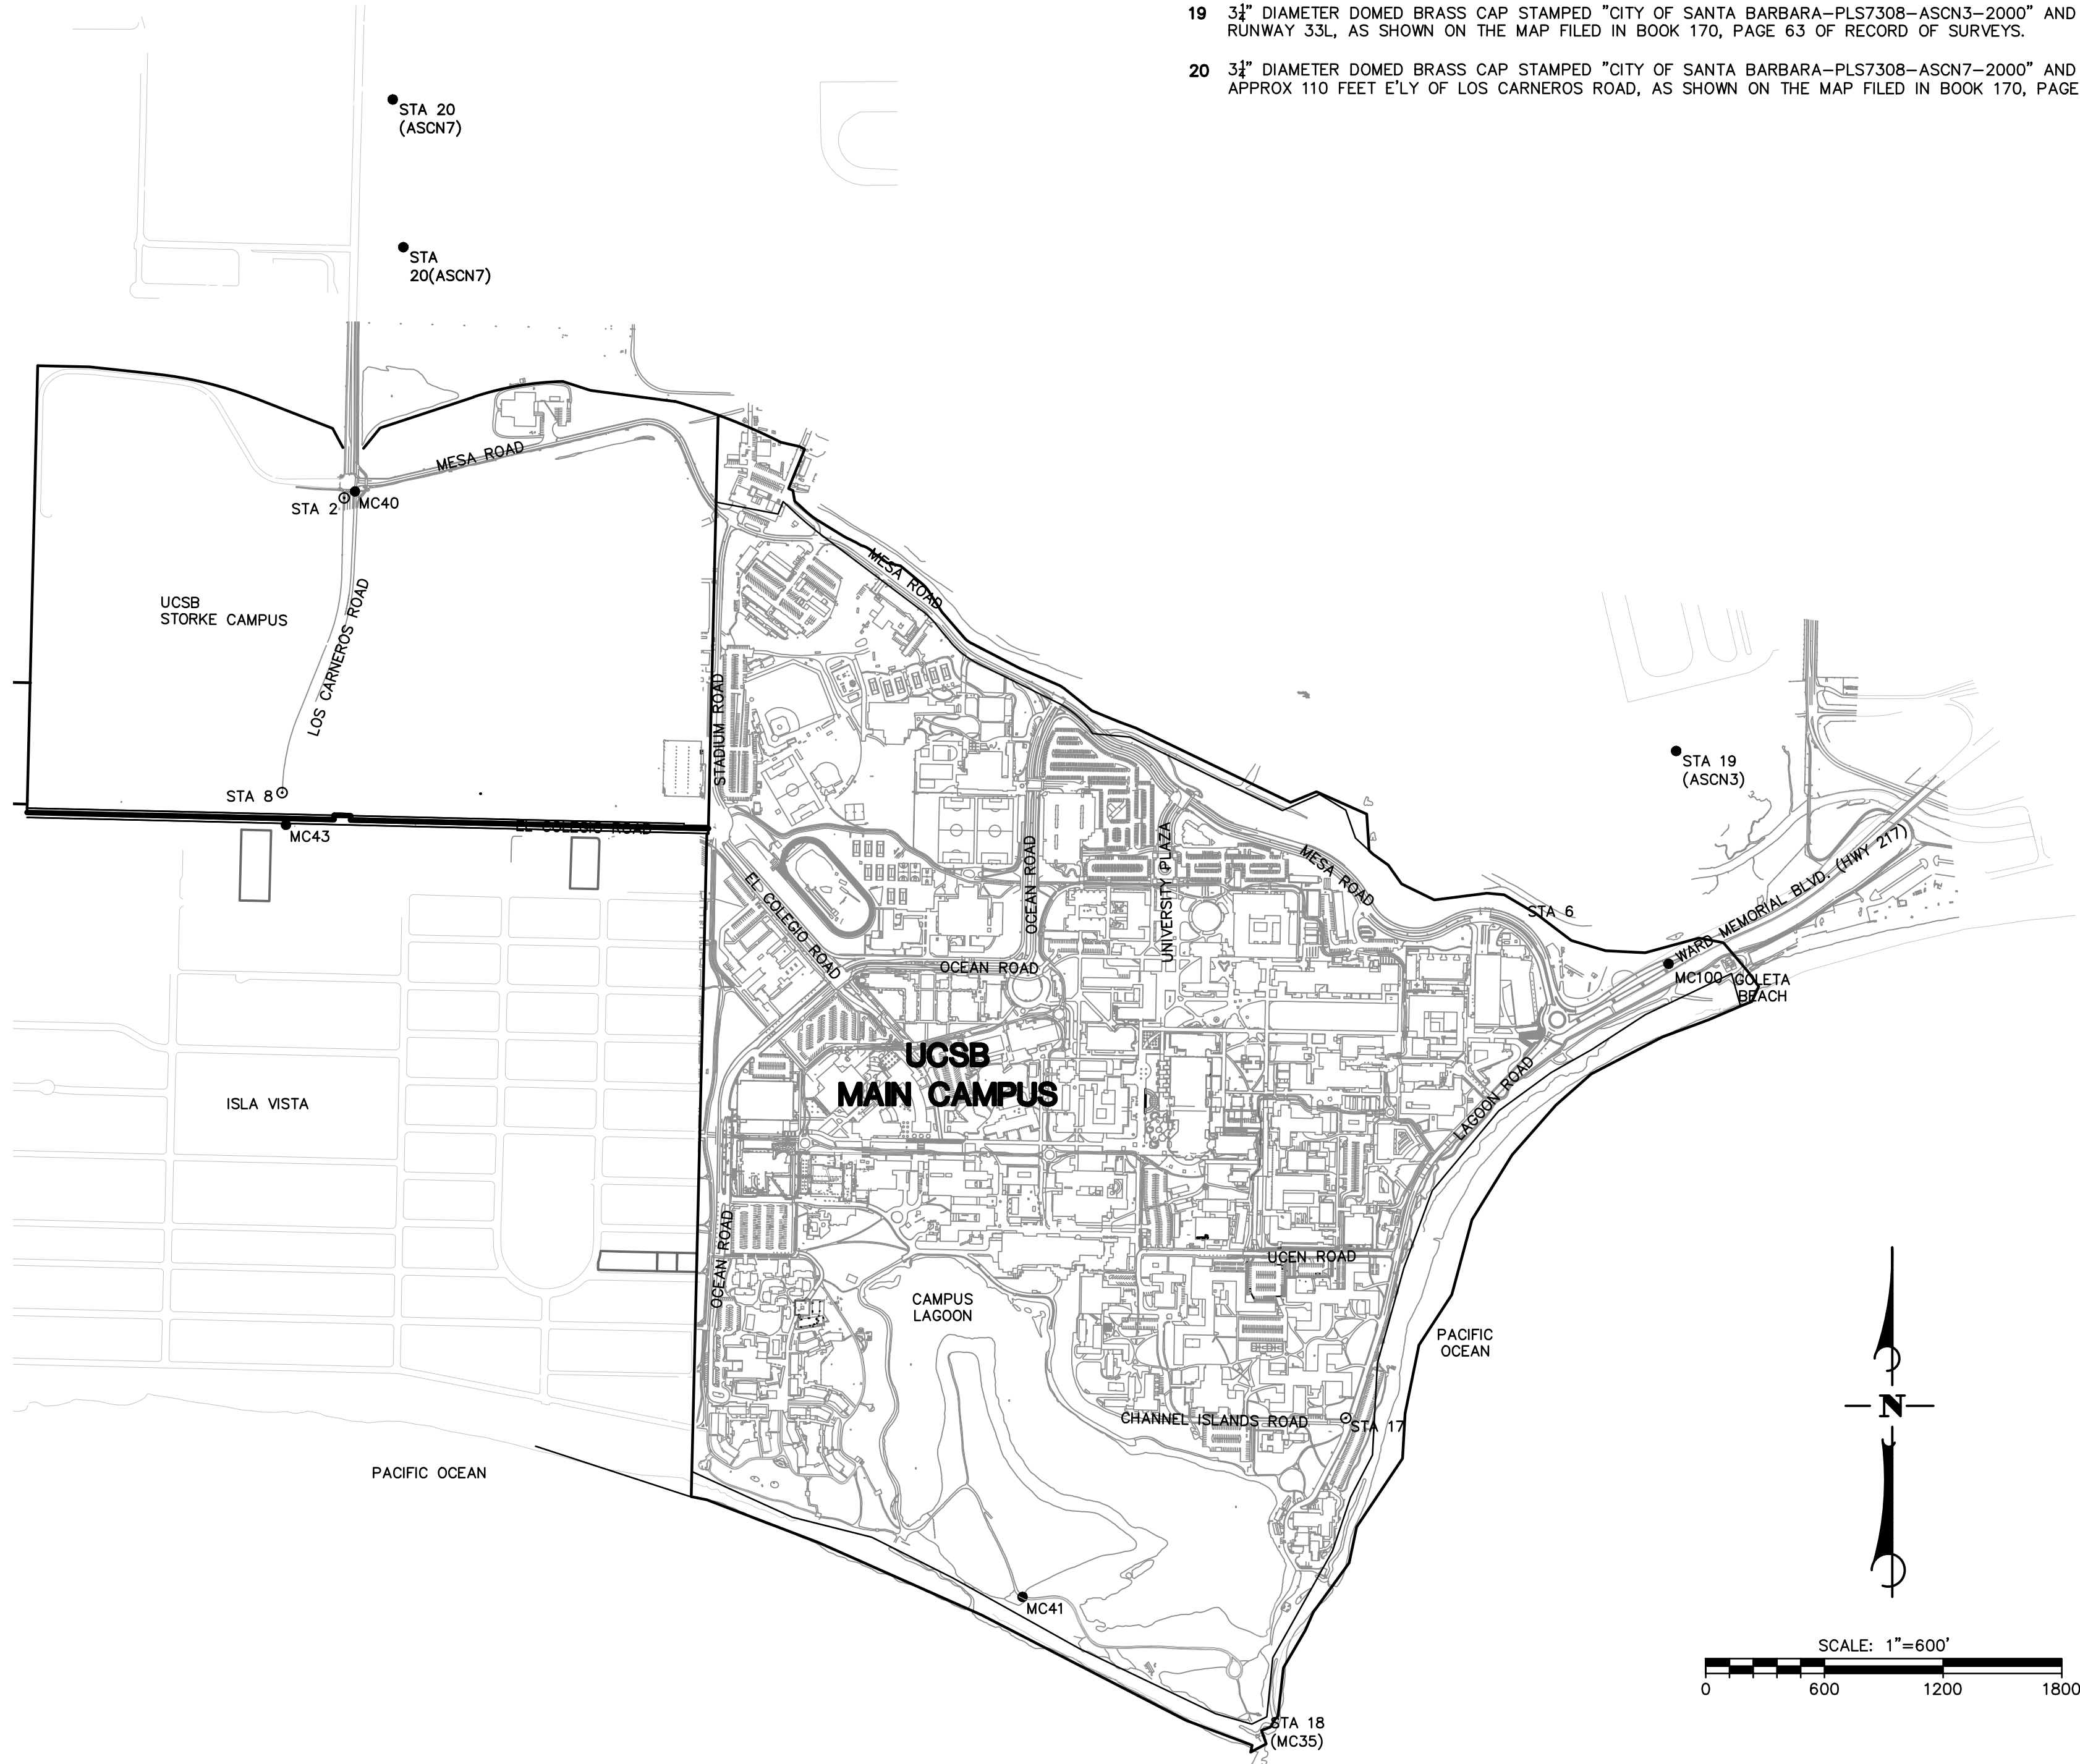 19 3¼" DIAMETER DOMED BRASS CAP STAMPED "CITY OF SANTA BARBARA-PLS7308-ASCN3-2000" AND
RUNWAY 33L, AS SHOWN ON THE MAP FILED IN BOOK 170, PAGE 63 OF RECORD OF SURVEYS.
20 3¼" DIAMETER DOMED BRASS CAP STAMPED "CITY OF SANTA BARBARA-PLS7308-ASCN7-2000" AND
APPROX 110 FEET E'LY OF LOS CARNEROS ROAD, AS SHOWN ON THE MAP FILED IN BOOK 170, PAGE
STA 20
(ASCN7)
STA
20(ASCN7)
MESA ROAD
STA 2
MC40
MESA ROAD
UCSB
STORKE CAMPUS
LOS CARNEROS ROAD
STADIUM ROAD
STA 19
(ASCN3)
STA 8
MC43
EL COLEGIO ROAD
EL COLEGIO ROAD
OCEAN ROAD
UNIVERSITY PLAZA
MESA ROAD
WARD MEMORIAL BLVD. (HWY 217)
STA 6
OCEAN ROAD
MC100
GOLETA
BEACH
UCSB
MAIN CAMPUS
LAGOON ROAD
ISLA VISTA
OCEAN ROAD
UCEN ROAD
CAMPUS
LAGOON
PACIFIC
OCEAN
CHANNEL ISLANDS ROAD
STA 17
N
PACIFIC OCEAN
MC41
SCALE: 1"=600'
0 600 1200 1800
STA 18
(MC35)